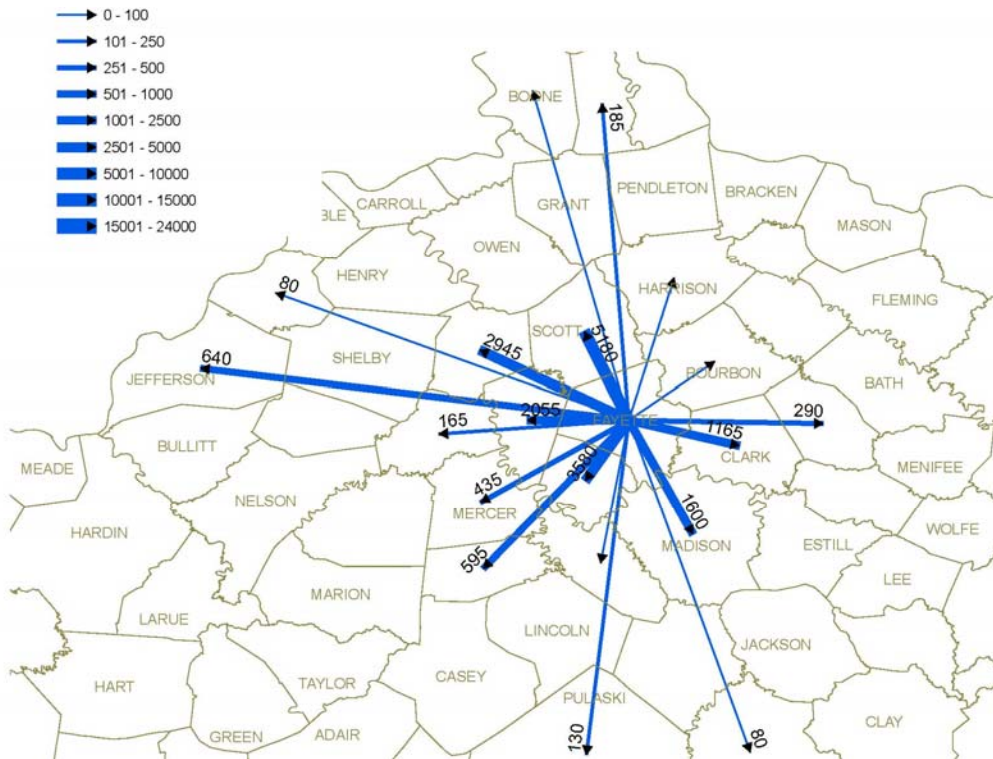 0 - 100
101 - 250
251 - 500
501 - 1000
1001 - 2500
2501 - 5000
5001 - 10000
10001 - 15000
15001 - 24000
BOONE
185
PENDLETON
BRACKEN
CARROLL
GRANT
BLE
MASON
OWEN
HENRY
80
HARRISON
FLEMING
SCOTT
5180
2945
SHELBY
640
JEFFERSON
BOURBON
BATH
2055
FAYETTE
290
165
1165
BULLITT
CLARK
MEADE
MENIFEE
435
NELSON
MERCER
1600
HARDIN
MADISON
ESTILL
WOLFE
595
LEE
MARION
LARUE
LINCOLN
JACKSON
HART
TAYLOR
CASEY
PULASKI
CLAY
GREEN
ADAIR
130
80